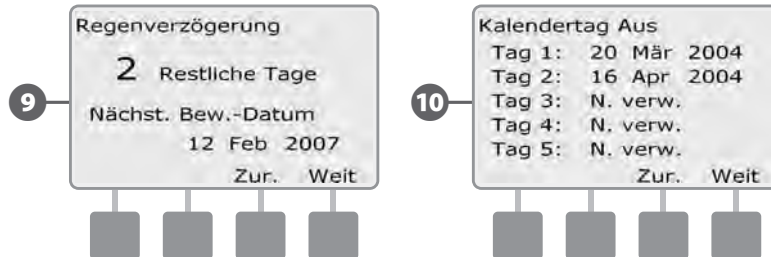 Regenverzögerung
2 Restliche Tage
Nächst. Bew.-Datum
12 Feb 2007
Zur. Weit
9
Kalendertag Aus
Tag 1: 20 Mär 2004
Tag 2: 16 Apr 2004
Tag 3: N. verw.
Tag 4: N. verw.
Tag 5: N. verw.
Zur. Weit
10